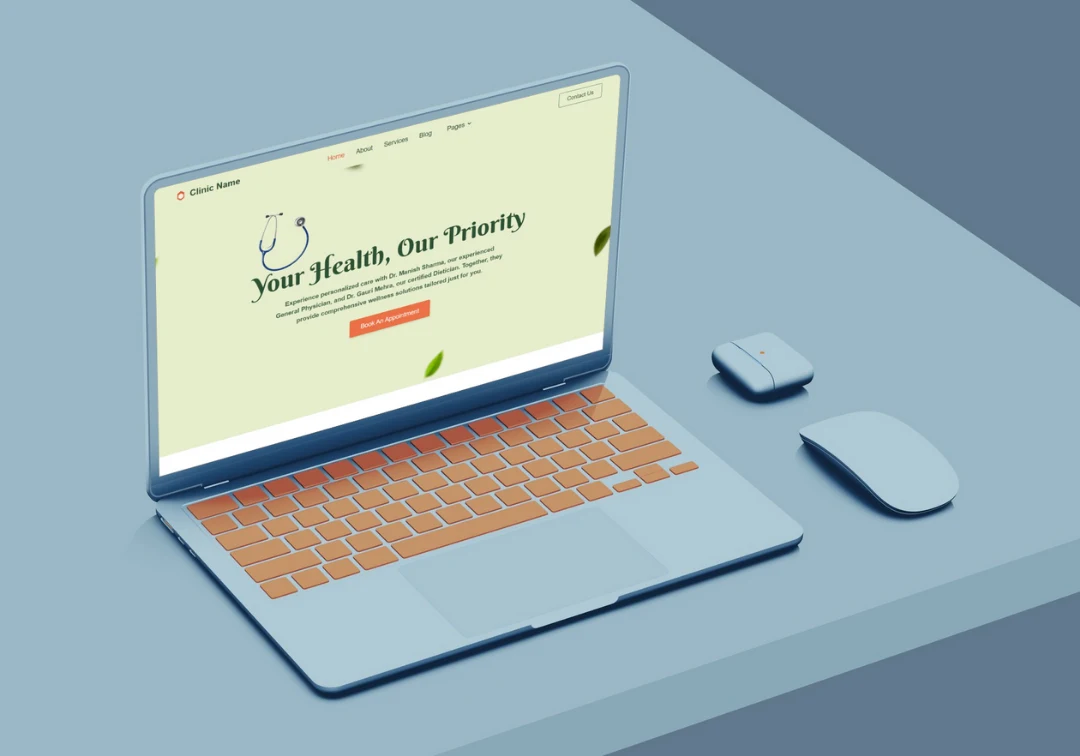 Contact Us
Home About Services Blog Pages
Clinic Name
Your Health, Our Priority
Experience personalized care with Dr. Manish Sharma, our experienced
General Physician, and Dr. Gauri Mehra, our certified Dietician. Together, they
provide comprehensive wellness solutions tailored just for you.
Book An Appointment